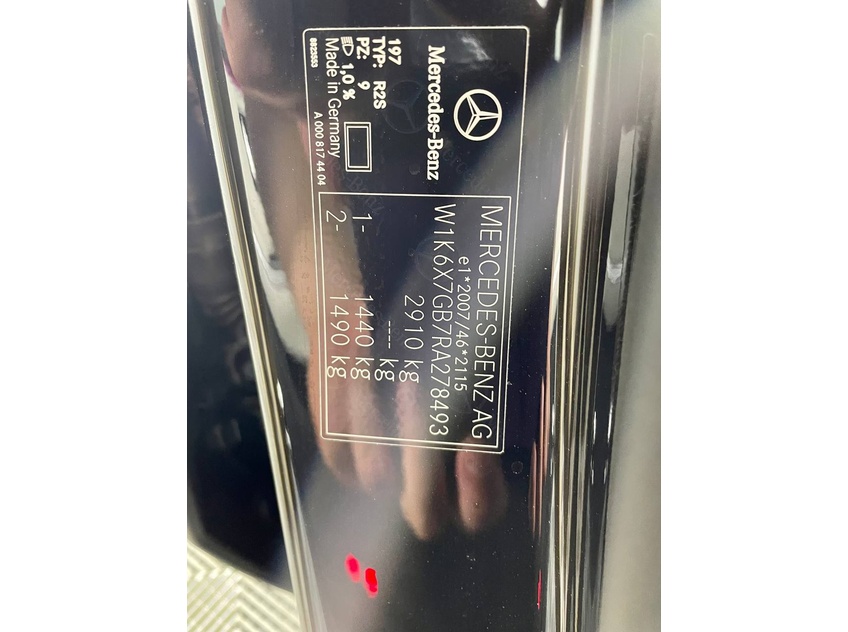 Mercedes-Benz
197
TYP: R2S
PZ: 9
1,0 %
Made in Germany
8823553
A 000 817 44 04
MERCEDES-BENZ AG
e1*2007/46*2115
W1K6X7GB7RA278493
2910 kg
---- kg
1- 1440 kg
2- 1490 kg